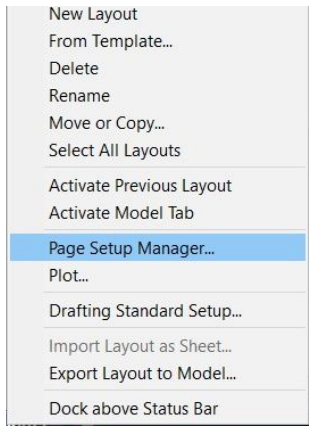 New Layout
From Template...
Delete
Rename
Move or Copy...
Select All Layouts
Activate Previous Layout
Activate Model Tab
Page Setup Manager...
Plot...
Drafting Standard Setup...
Import Layout as Sheet...
Export Layout to Model...
Dock above Status Bar